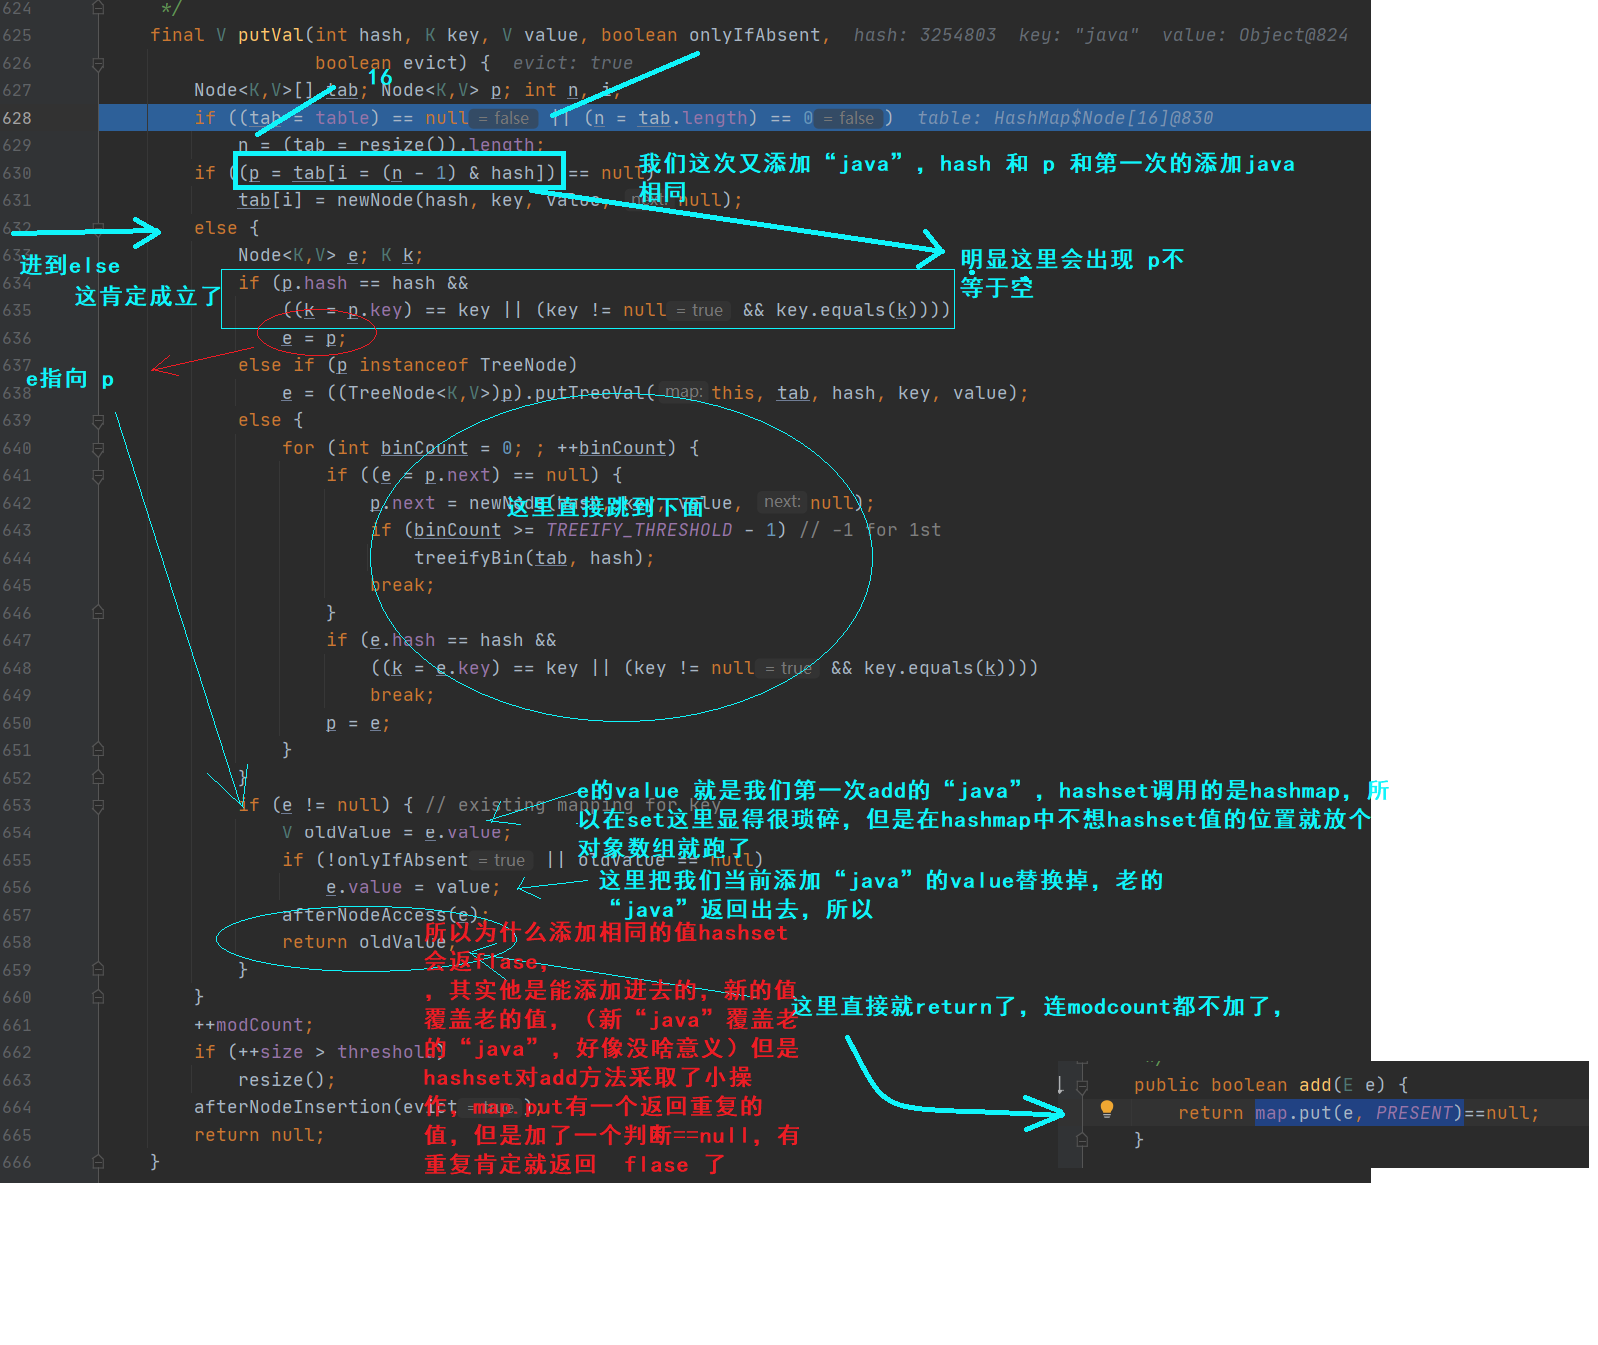 624 */
625 final V putVal(int hash, K key, V value, boolean onlyIfAbsent, hash: 3254803 key: "java" value: Object@824
626 boolean evict) { evict: true
16
627 Node<K,V>[] tab; Node<K,V> p; int n, i;
628 if ((tab = table) == null = false || (n = tab.length) == 0 = false ) table: HashMap$Node[16]@830
629 n = (tab = resize()).length;
630 if ((p = tab[i = (n - 1) & hash]) == null)
我们这次又添加“java”，hash 和 p 和第一次的添加java
相同
631 tab[i] = newNode(hash, key, value, next: null);
632 else {
633 Node<K,V> e; K k;
进到else
明显这里会出现 p不
等于空
634 if (p.hash == hash &&
这肯定成立了
635 ((k = p.key) == key || (key != null = true && key.equals(k))))
636 e = p;
637 else if (p instanceof TreeNode)
e指向 p
638 e = ((TreeNode<K,V>)p).putTreeVal( map: this, tab, hash, key, value);
639 else {
640 for (int binCount = 0; ; ++binCount) {
641 if ((e = p.next) == null) {
642 p.next = newNode(hash, key, value, next: null);
这里直接跳到下面
643 if (binCount >= TREEIFY_THRESHOLD - 1) // -1 for 1st
644 treeifyBin(tab, hash);
645 break;
646 }
647 if (e.hash == hash &&
648 ((k = e.key) == key || (key != null = true && key.equals(k))))
649 break;
650 p = e;
651 }
652 }
653 if (e != null) { // existing mapping for key
e的value 就是我们第一次add的“java”，hashset调用的是hashmap，所
以在set这里显得很琐碎，但是在hashmap中不想hashset值的位置就放个
对象数组就跑了
654 V oldValue = e.value;
655 if (!onlyIfAbsent = true || oldValue == null)
656 e.value = value;
这里把我们当前添加“java”的value替换掉，老的
“java”返回出去，所以
657 afterNodeAccess(e);
658 return oldValue;
659 }
660 }
661 ++modCount;
662 if (++size > threshold)
663 resize();
664 afterNodeInsertion(evict = true );
665 return null;
666 }
所以为什么添加相同的值hashset
会返flase，
，其实他是能添加进去的，新的值
覆盖老的值，（新“java”覆盖老
的“java”，好像没啥意义）但是
hashset对add方法采取了小操
作，map.put有一个返回重复的
值，但是加了一个判断==null，有
重复肯定就返回 flase 了
这里直接就return了，连modcount都不加了，
*/
public boolean add(E e) {
return map.put(e, PRESENT)==null;
}